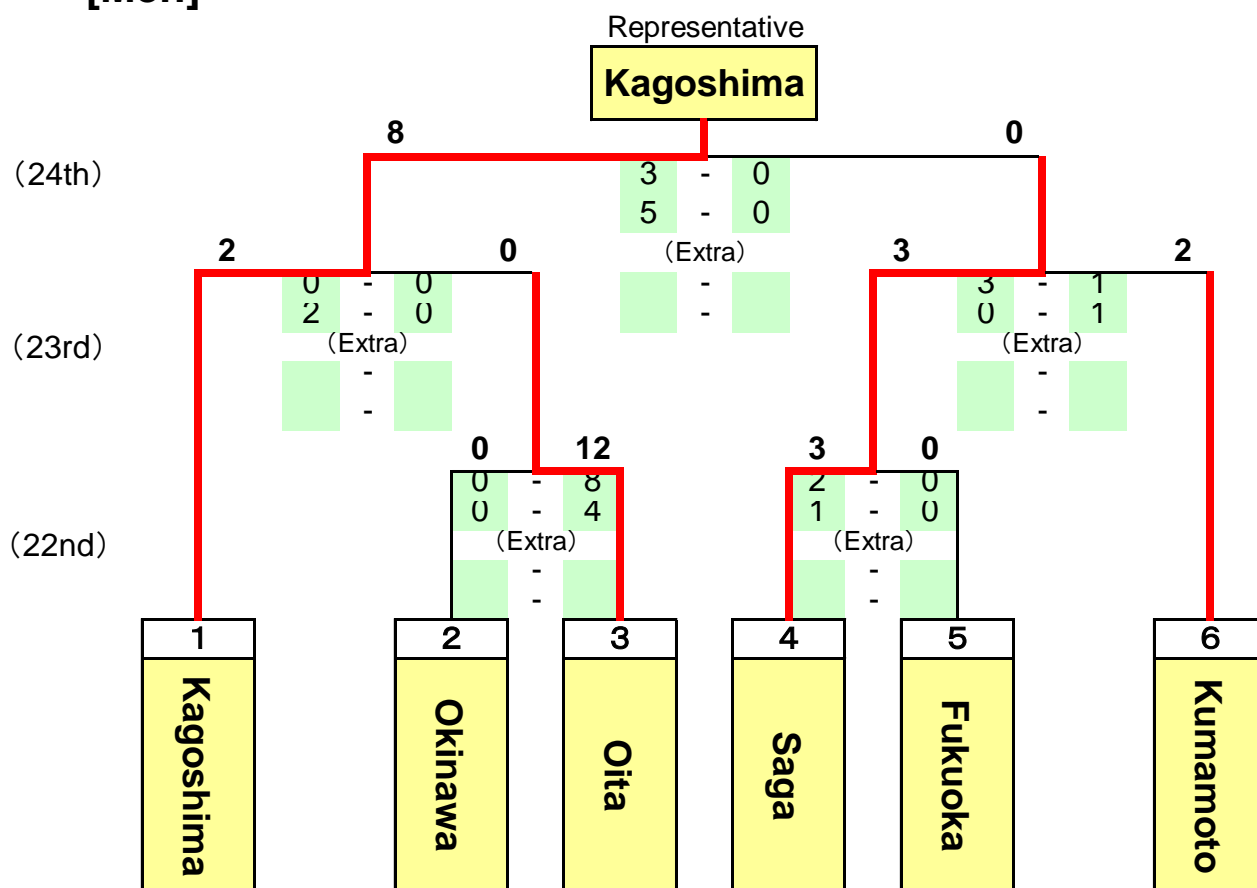 [Men]
Representative
Kagoshima
8 0
（24th）
3 - 0
5 - 0
（Extra）
-
-
2 0 3 2
0 - 0 3 - 1
2 - 0 0 - 1
（23rd）
（Extra） （Extra）
- -
- -
0 12 3 0
0 - 8 2 - 0
0 - 4 1 - 0
（22nd）
（Extra） （Extra）
- -
- -
1 2 3 4 5 6
Kagoshima
Okinawa
Oita
Saga
Fukuoka
Kumamoto